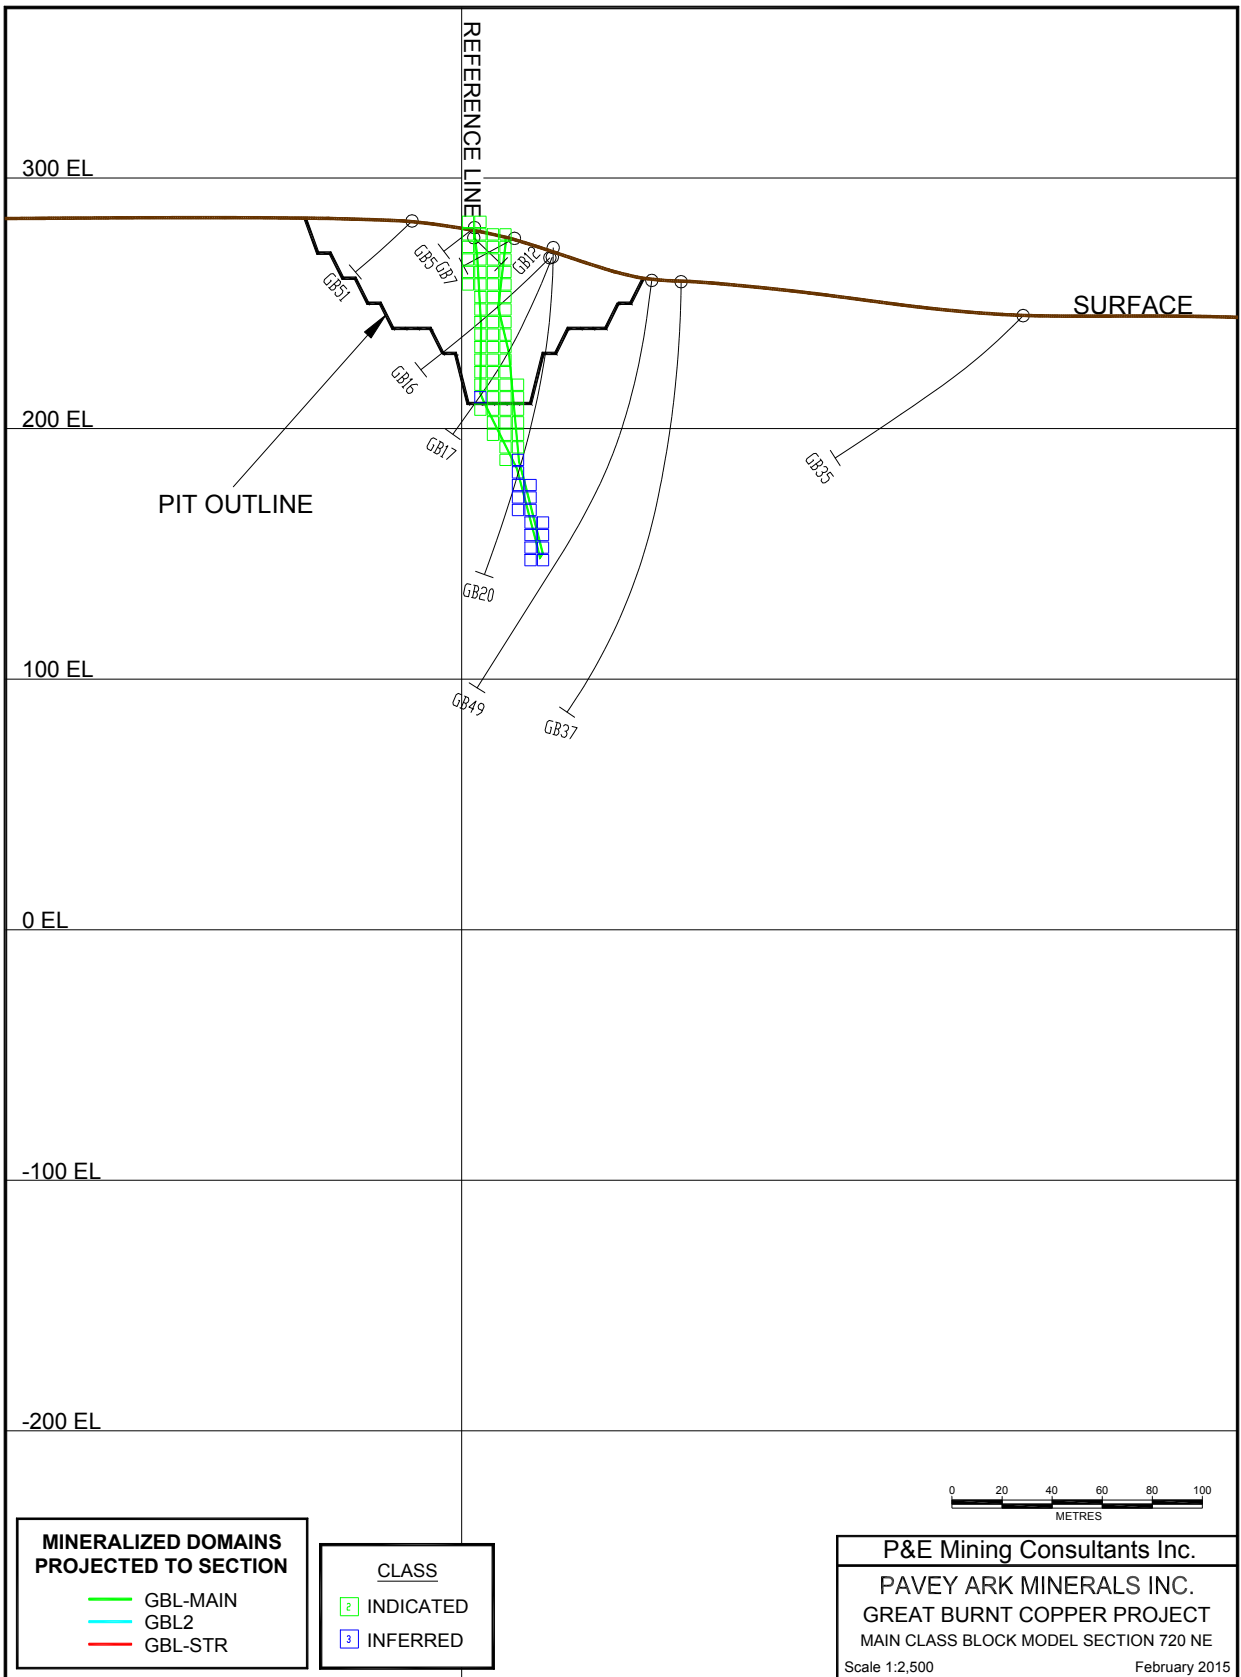 REFERENCE LINE
300 EL
GB51
GB5
GB7
GB12
SURFACE
GB16
200 EL
GB17
GB35
PIT OUTLINE
GB20
100 EL
GB49
GB37
0 EL
-100 EL
-200 EL
0 20 40 60 80 100
METRES
MINERALIZED DOMAINS
PROJECTED TO SECTION
GBL-MAIN
GBL2
GBL-STR
CLASS
2 INDICATED
3 INFERRED
P&E Mining Consultants Inc.
PAVEY ARK MINERALS INC.
GREAT BURNT COPPER PROJECT
MAIN CLASS BLOCK MODEL SECTION 720 NE
Scale 1:2,500 February 2015